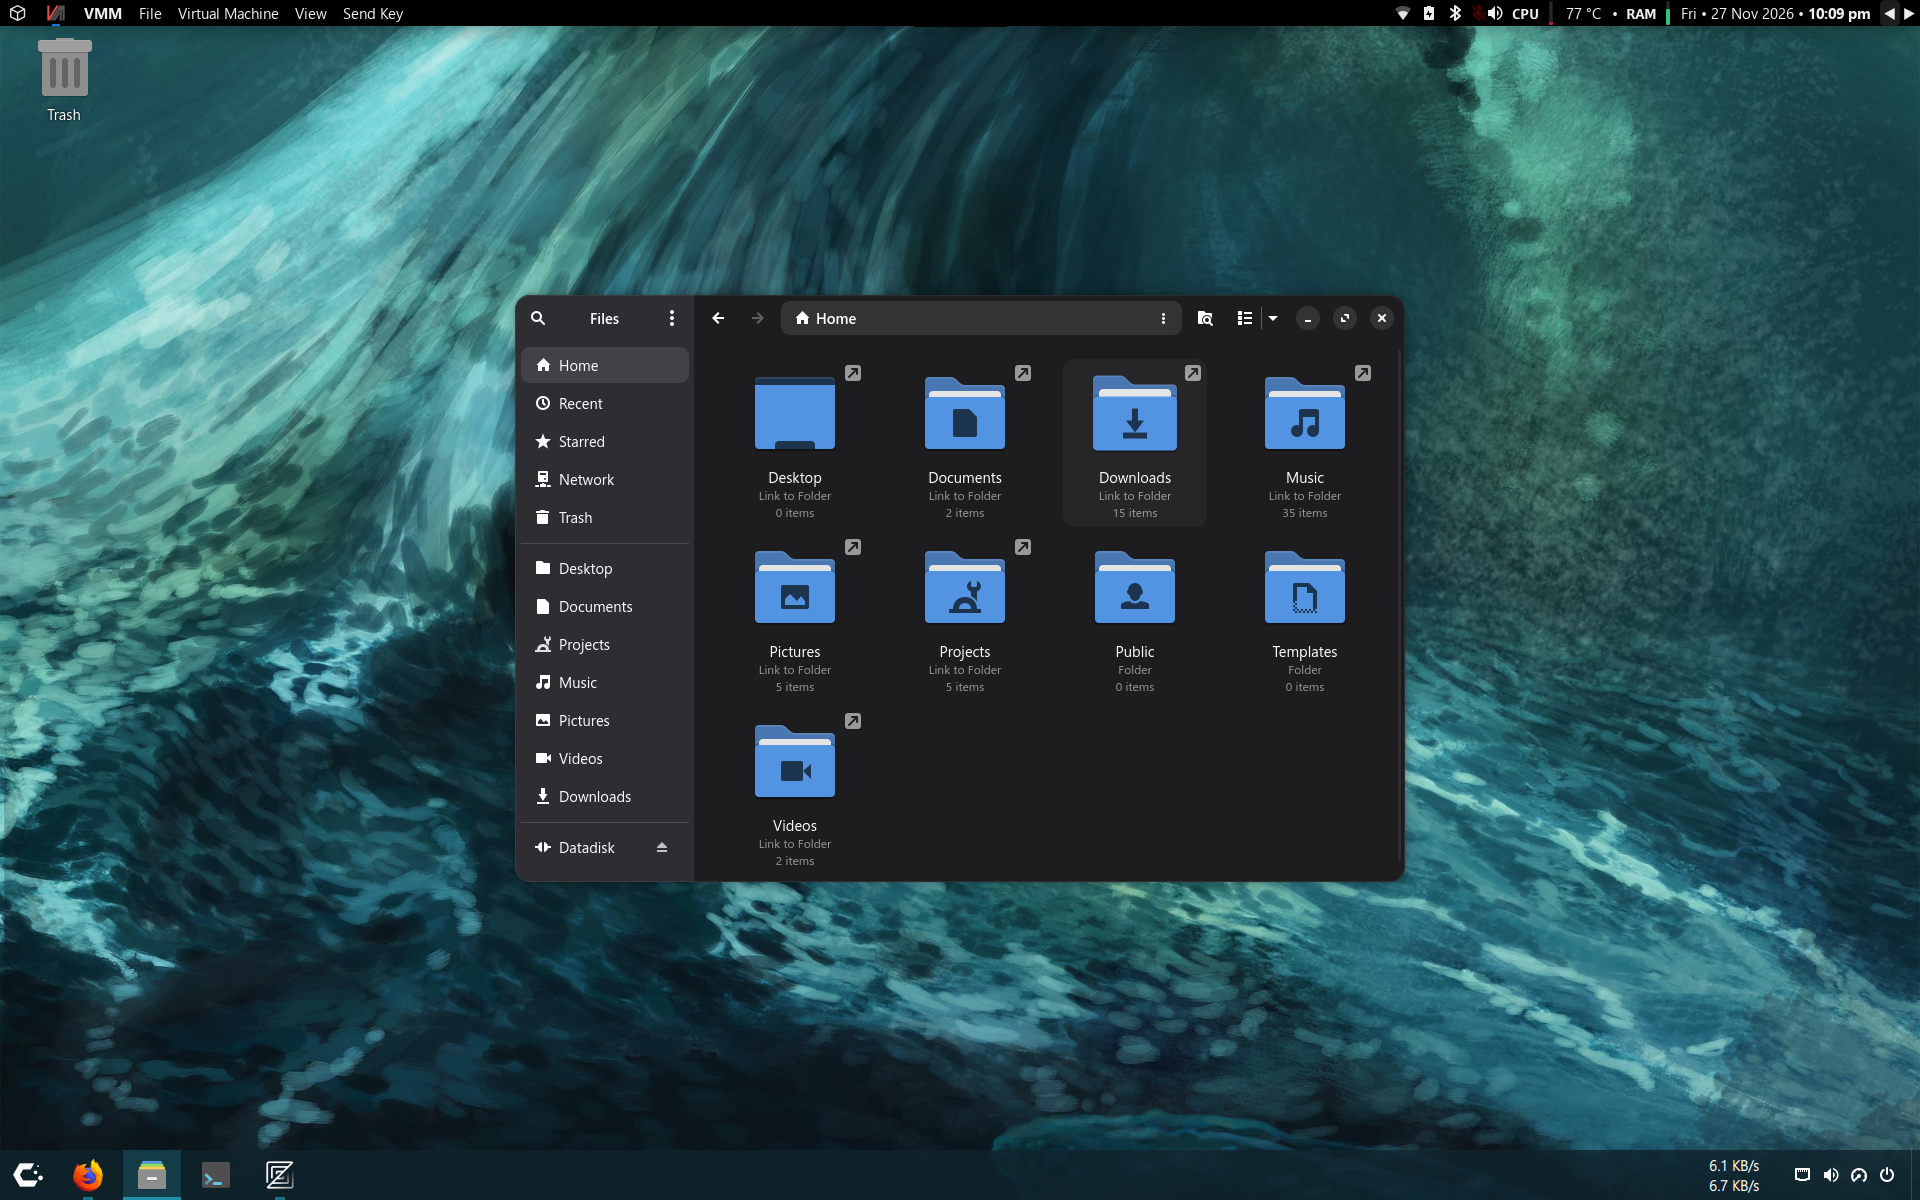 VMM File Virtual Machine View Send Key
CPU 77 °C • RAM Fri • 27 Nov 2026 • 10:09 pm
Trash
Files
Home
Home
Recent
Starred
Network
Trash
Desktop
Documents
Projects
Music
Pictures
Videos
Downloads
Datadisk
Desktop
Link to Folder
0 items
Documents
Link to Folder
2 items
Downloads
Link to Folder
15 items
Music
Link to Folder
35 items
Pictures
Link to Folder
5 items
Projects
Link to Folder
5 items
Public
Folder
0 items
Templates
Folder
0 items
Videos
Link to Folder
2 items
6.1 KB/s
6.7 KB/s